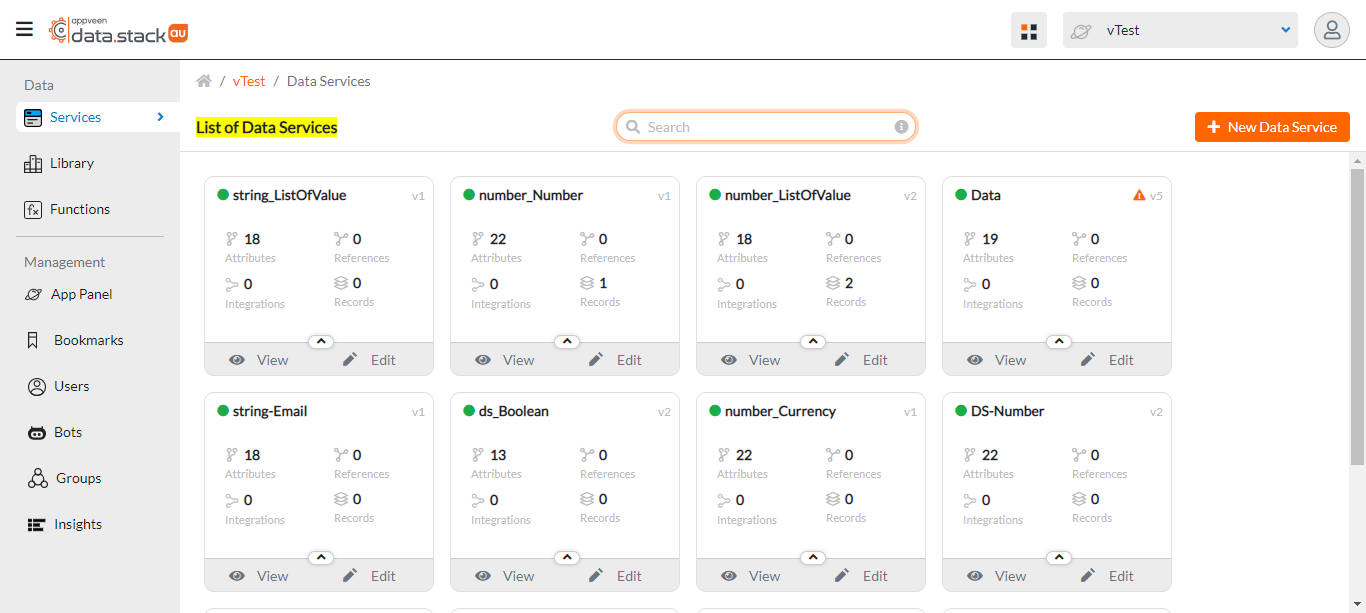 appveen
data.stack au
vTest
Data
Services
Library
Functions
Management
App Panel
Bookmarks
Users
Bots
Groups
Insights
/ vTest / Data Services
List of Data Services
Search
+ New Data Service
string_ListOfValue v1
18 Attributes
0 References
0 Integrations
0 Records
View Edit
number_Number v1
22 Attributes
0 References
0 Integrations
1 Records
View Edit
number_ListOfValue v2
18 Attributes
0 References
0 Integrations
2 Records
View Edit
Data v5
19 Attributes
0 References
0 Integrations
0 Records
View Edit
string-Email v1
18 Attributes
0 References
0 Integrations
0 Records
View Edit
ds_Boolean v2
13 Attributes
0 References
0 Integrations
0 Records
View Edit
number_Currency v1
22 Attributes
0 References
0 Integrations
0 Records
View Edit
DS-Number v2
22 Attributes
0 References
0 Integrations
0 Records
View Edit